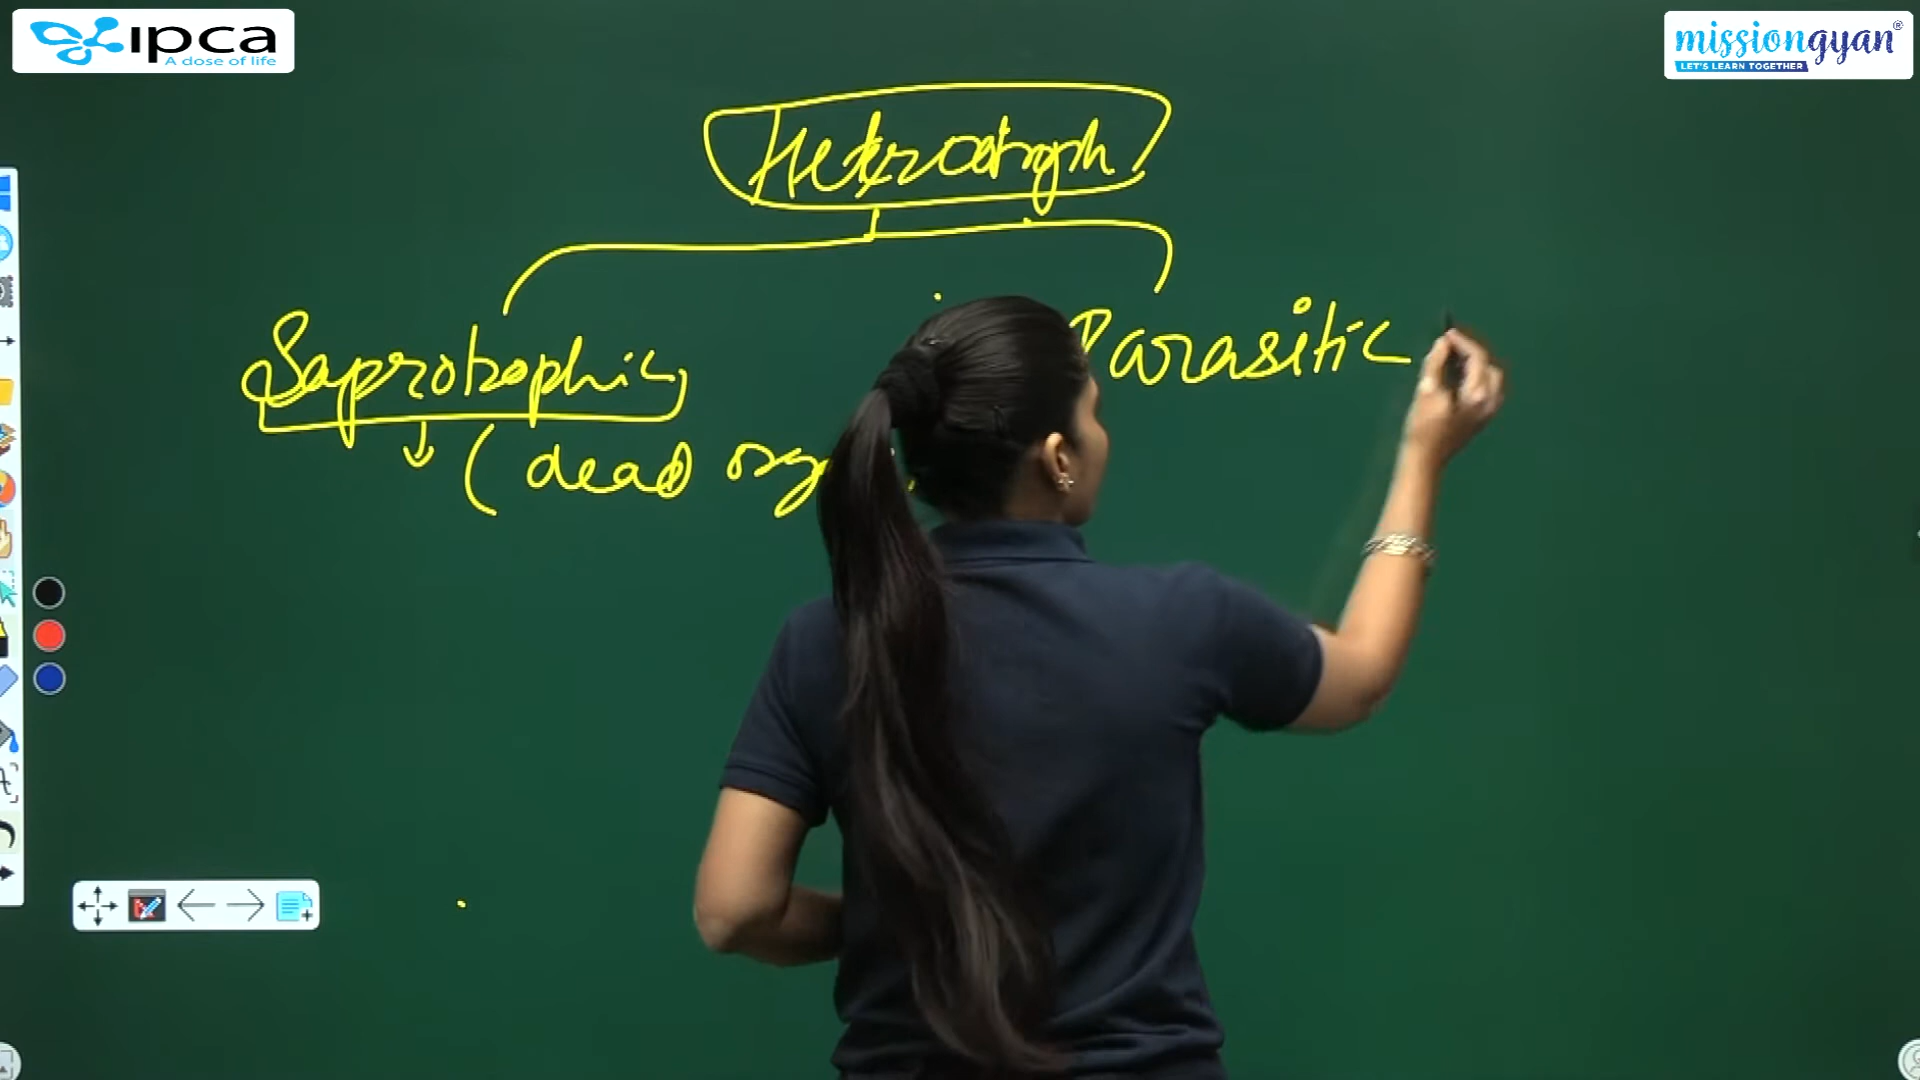 ipca
A dose of life
missiongyan®
LET'S LEARN TOGETHER
Heterotroph
Saprotrophic
Parasitic
(dead